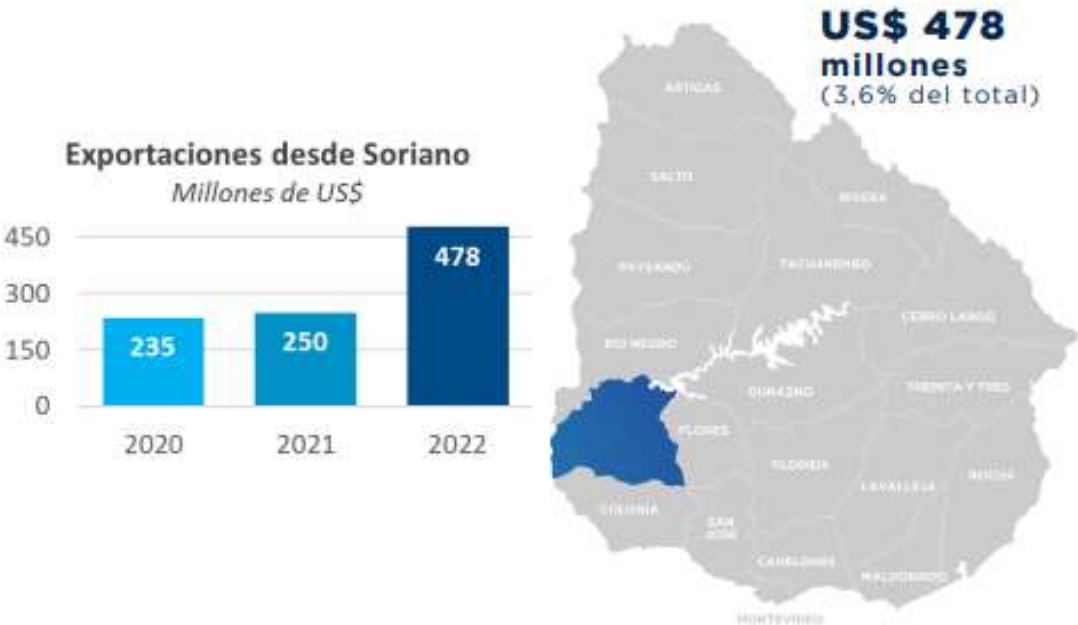 US$ 478
millones
(3,6% del total)
Exportaciones desde Soriano
Millones de US$
450
300
150
0
235
250
478
2020
2021
2022
ARTIGAS
SALTO
RIVERA
PAYSANDÚ
TACUAREMBÓ
CERRO LARGO
RÍO NEGRO
DURAZNO
TREINTA Y TRES
FLORES
FLORIDA
LAVALLEJA
ROCHA
COLONIA
SAN
JOSÉ
CANELONES
MALDONADO
MONTEVIDEO